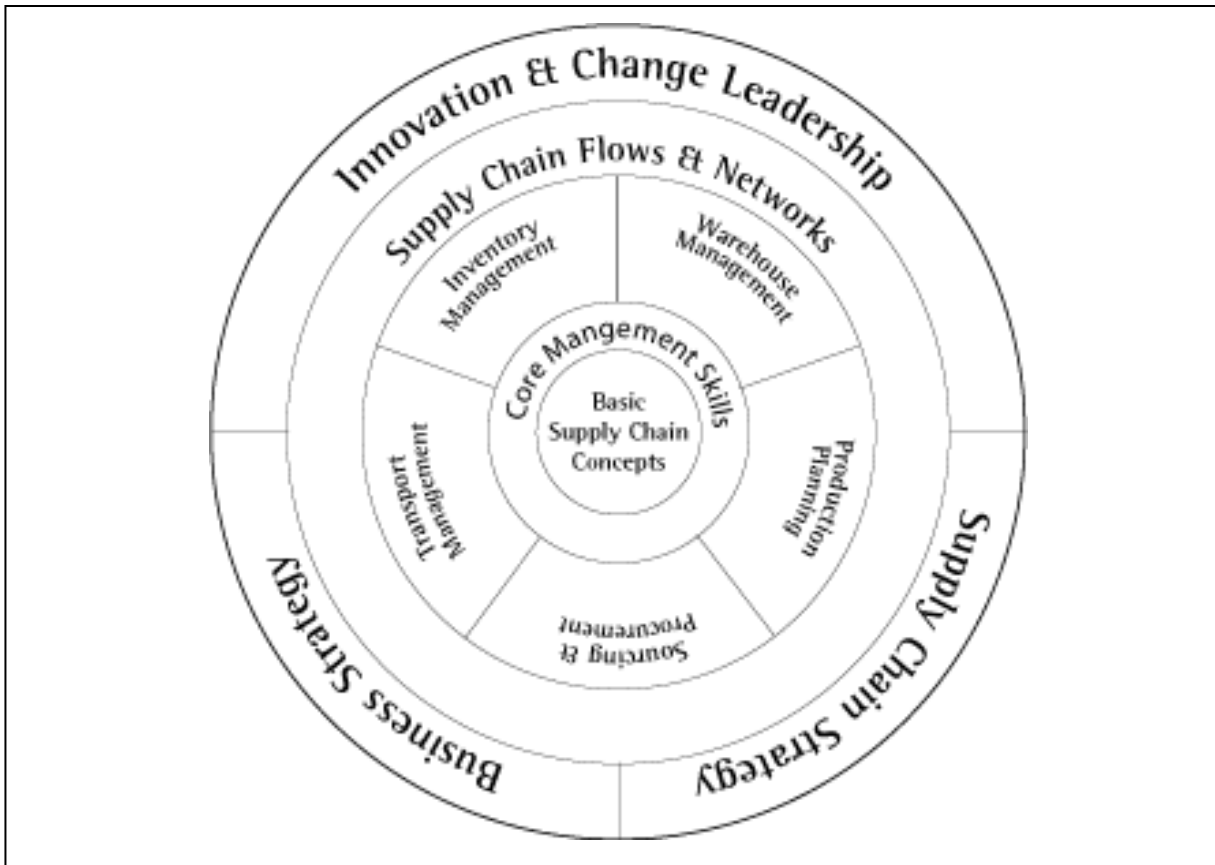 Innovation & Change Leadership
Supply Chain Flows & Networks
Inventory
Management
Warehouse
Management
Core Mangement Skills
Basic
Supply Chain
Concepts
Transport
Management
Production
Planning
Sourcing &
Procurement
Business Strategy
Supply Chain Strategy